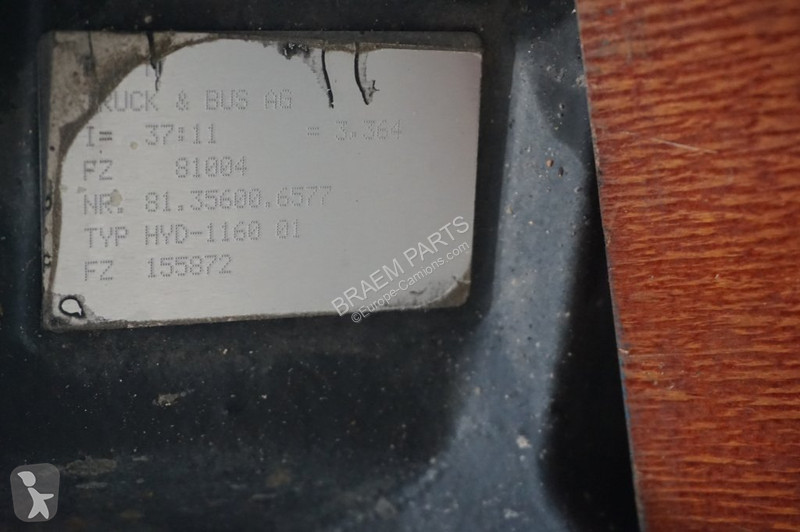 TRUCK & BUS AG
I= 37:11 = 3.364
FZ 81004
NR. 81.35600.6577
TYP HYD-1160 01
FZ 155872
BRAEM PARTS
©Europe-Camions.com